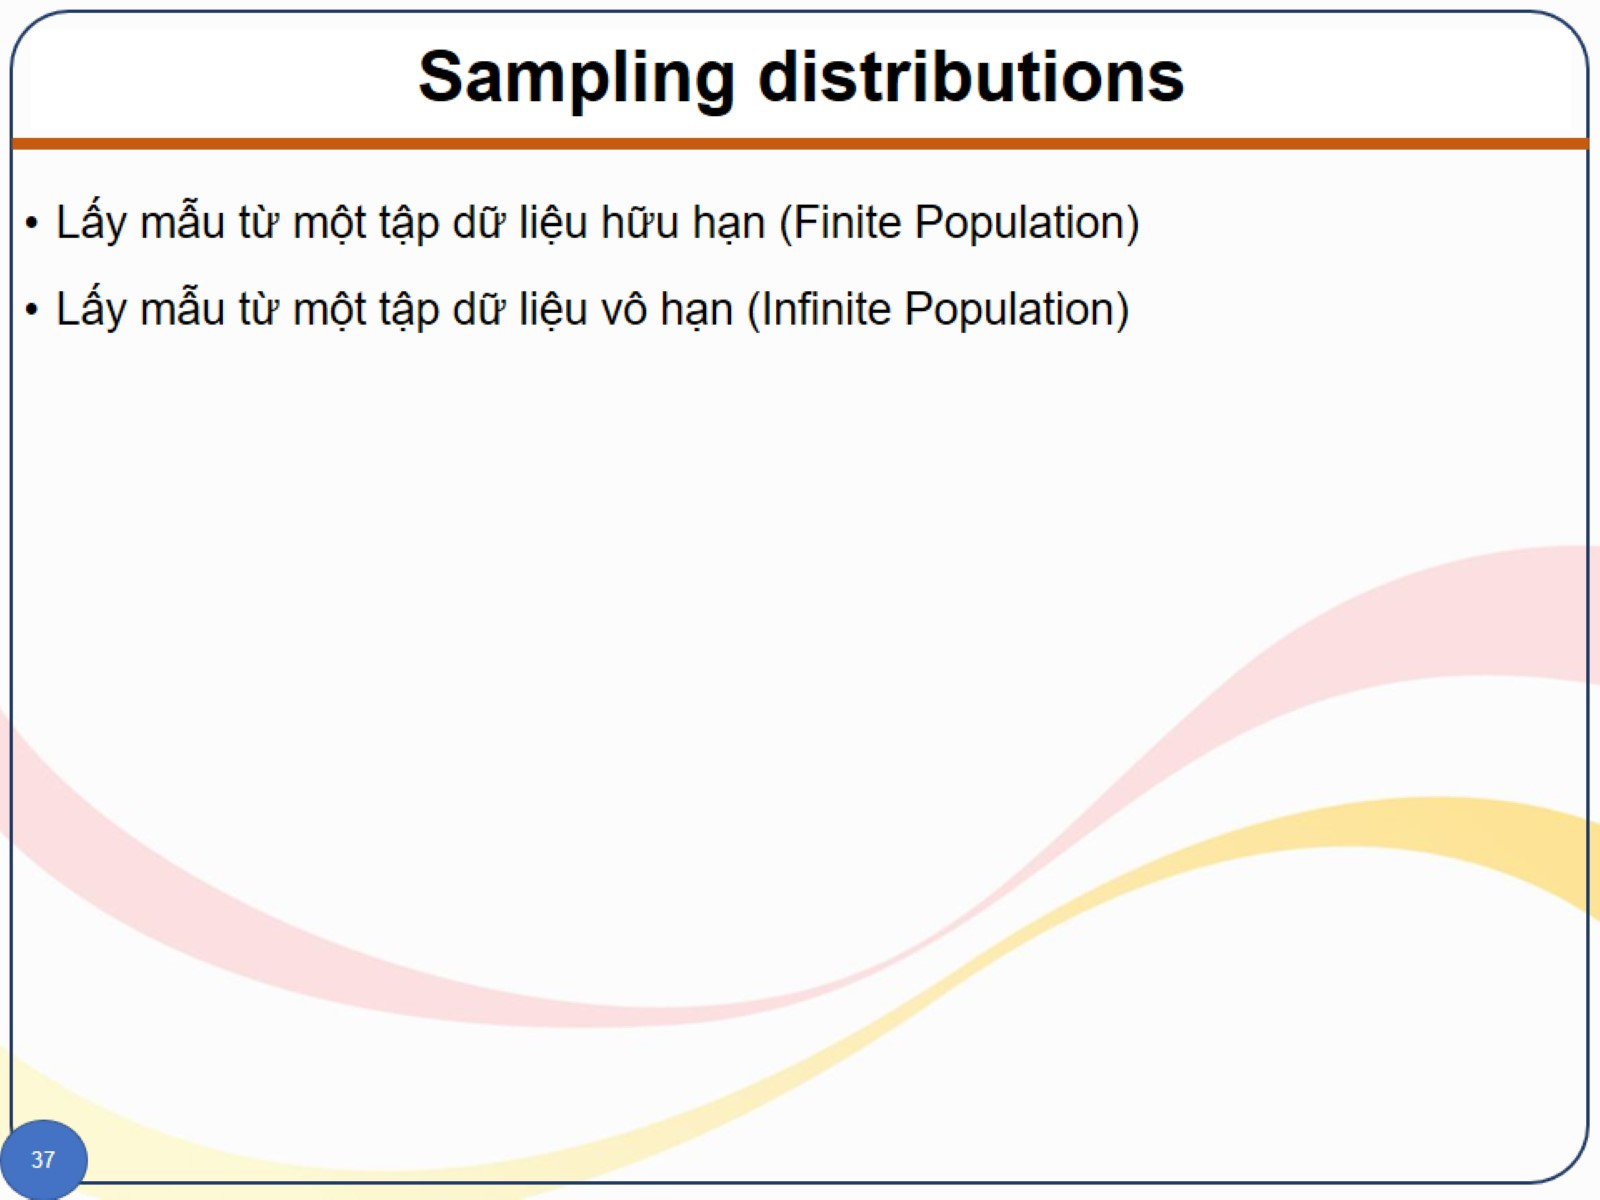 Sampling distributions
• Lấy mẫu từ một tập dữ liệu hữu hạn (Finite Population)
• Lấy mẫu từ một tập dữ liệu vô hạn (Infinite Population)
37